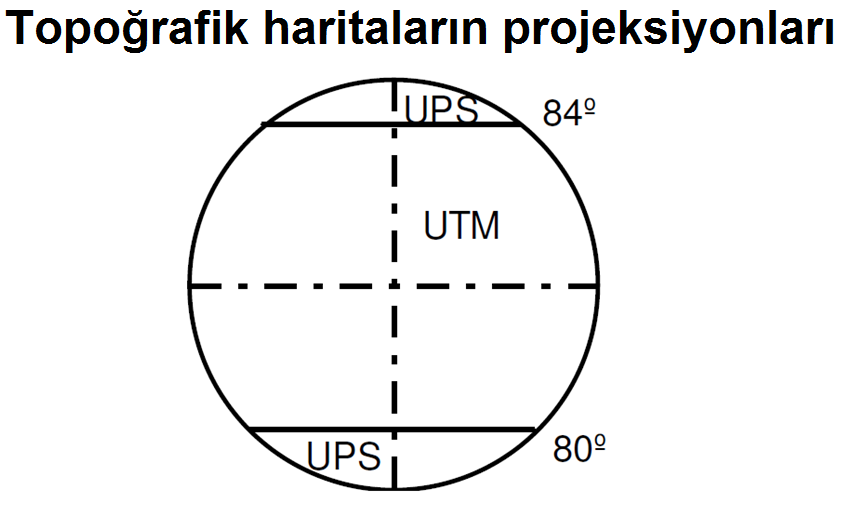 Topoğrafik haritaların projeksiyonları
UPS
84º
UTM
UPS
80º